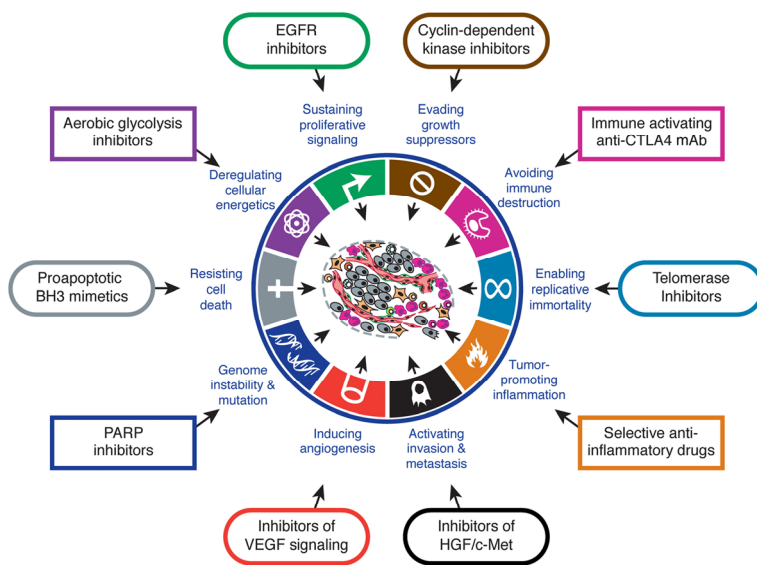 EGFR
inhibitors
Cyclin-dependent
kinase inhibitors
Sustaining
proliferative
signaling
Evading
growth
suppressors
Aerobic glycolysis
inhibitors
Immune activating
anti-CTLA4 mAb
Deregulating
cellular
energetics
Avoiding
immune
destruction
Proapoptotic
BH3 mimetics
Resisting
cell
death
Enabling
replicative
immortality
Telomerase
Inhibitors
Genome
instability &
mutation
Tumor-
promoting
inflammation
PARP
inhibitors
Inducing
angiogenesis
Activating
invasion &
metastasis
Selective anti-
inflammatory drugs
Inhibitors of
VEGF signaling
Inhibitors of
HGF/c-Met